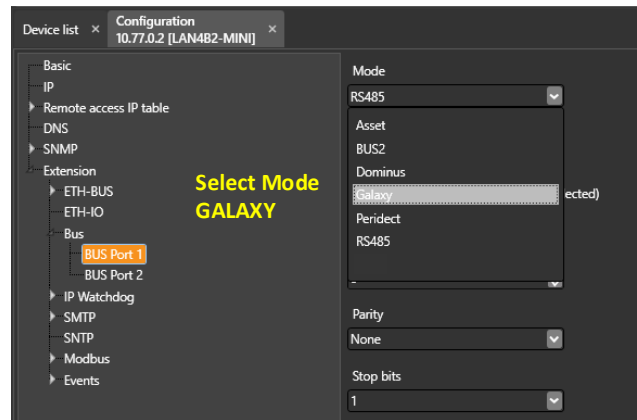 Device list ×
Configuration
10.77.0.2 [LAN4B2-MINI] ×
Basic
IP
Remote access IP table
DNS
SNMP
Extension
ETH-BUS
ETH-IO
Bus
BUS Port 1
BUS Port 2
IP Watchdog
SMTP
SNTP
Modbus
Events
Select Mode
GALAXY
Mode
RS485
Asset
BUS2
Dominus
Galaxy
ected)
Peridect
RS485
-
Parity
None
Stop bits
1